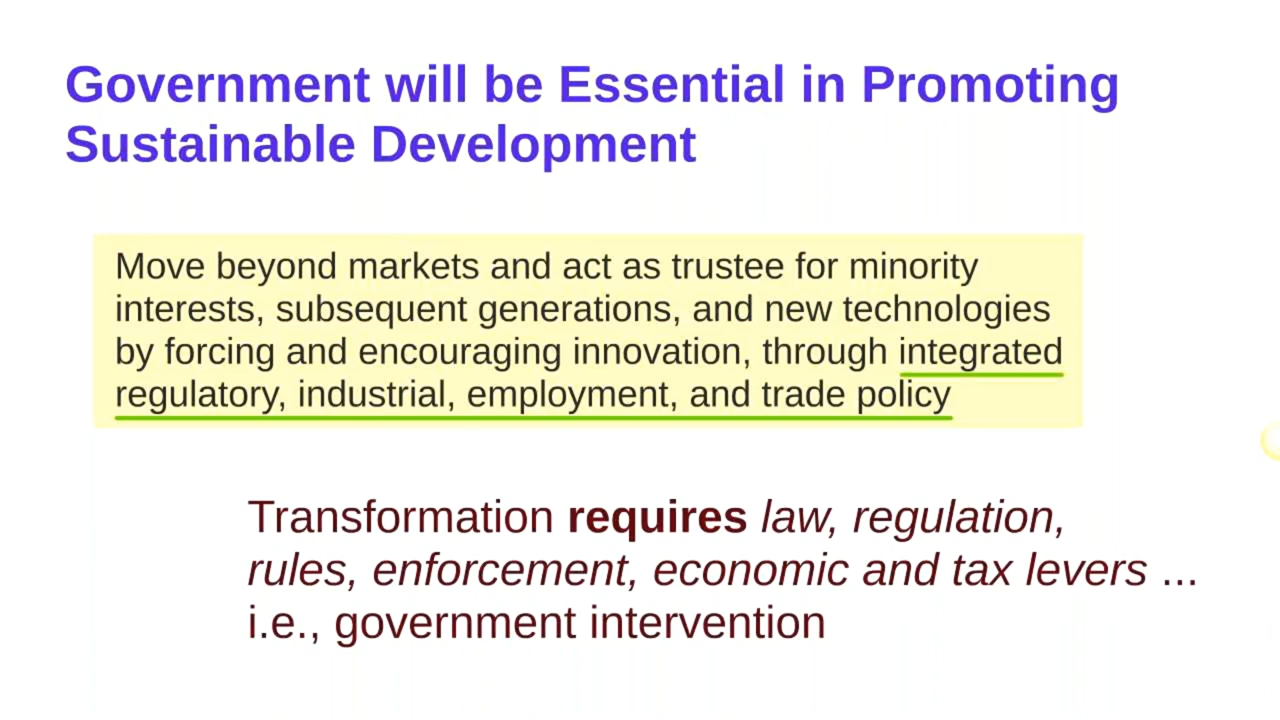 Government will be Essential in Promoting
Sustainable Development
Move beyond markets and act as trustee for minority
interests, subsequent generations, and new technologies
by forcing and encouraging innovation, through integrated
regulatory, industrial, employment, and trade policy
Transformation requires law, regulation,
rules, enforcement, economic and tax levers ...
i.e., government intervention